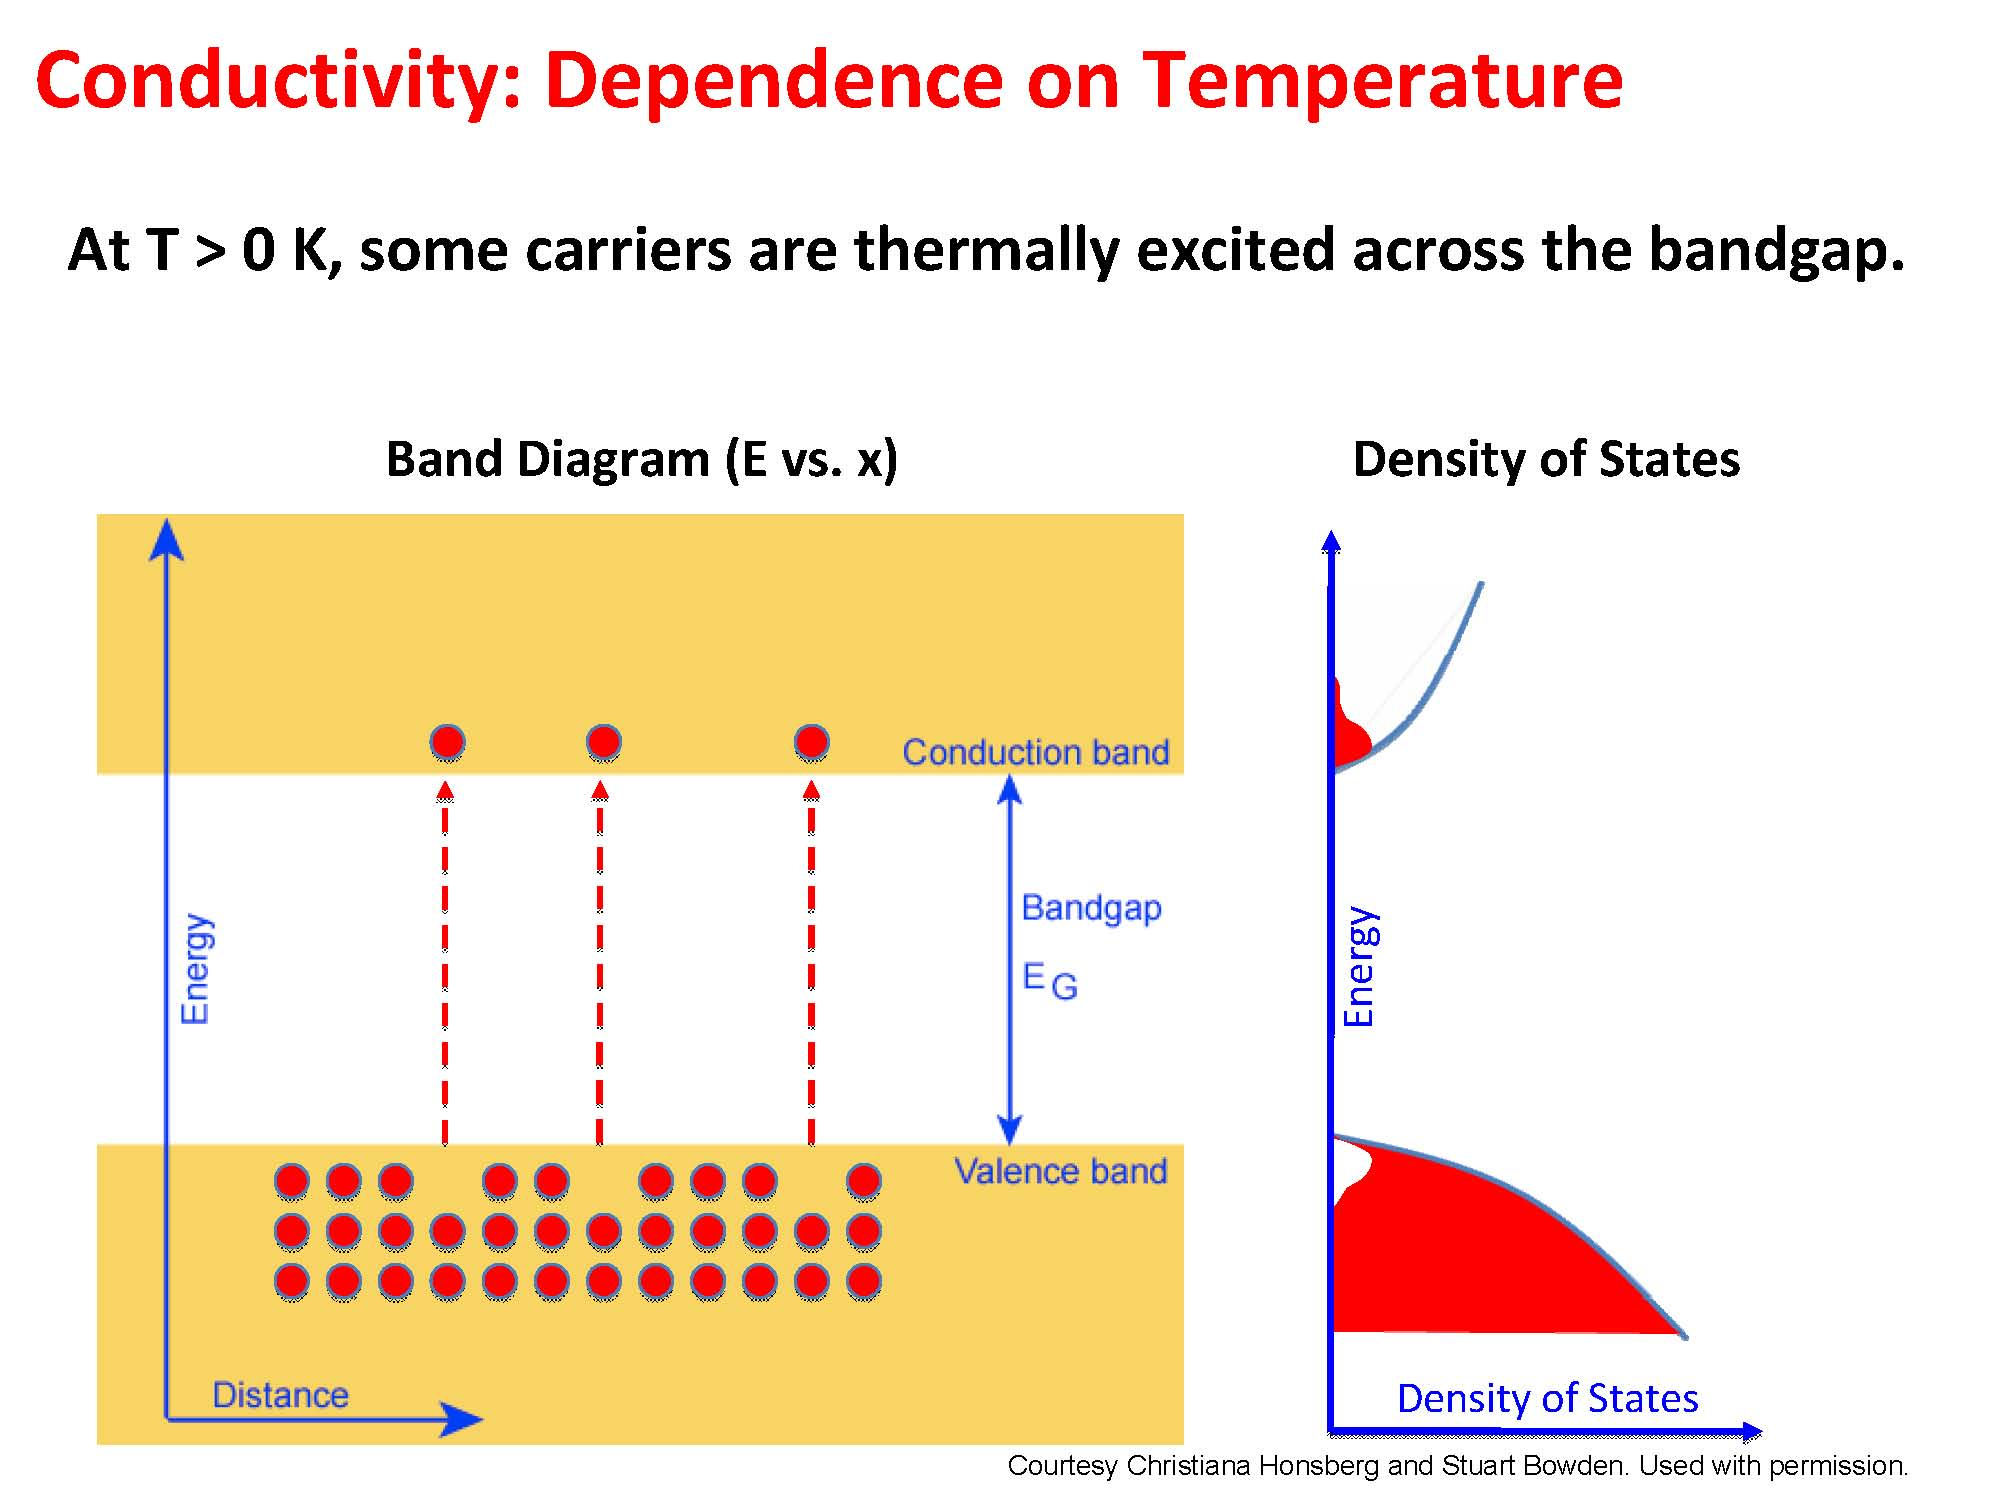 Conductivity: Dependence on Temperature
At T > 0 K, some carriers are thermally excited across the bandgap.
Band Diagram (E vs. x)
Density of States
Conduction band
Bandgap
E G
Energy
Valence band
Distance
Energy
Density of States
Courtesy Christiana Honsberg and Stuart Bowden. Used with permission.